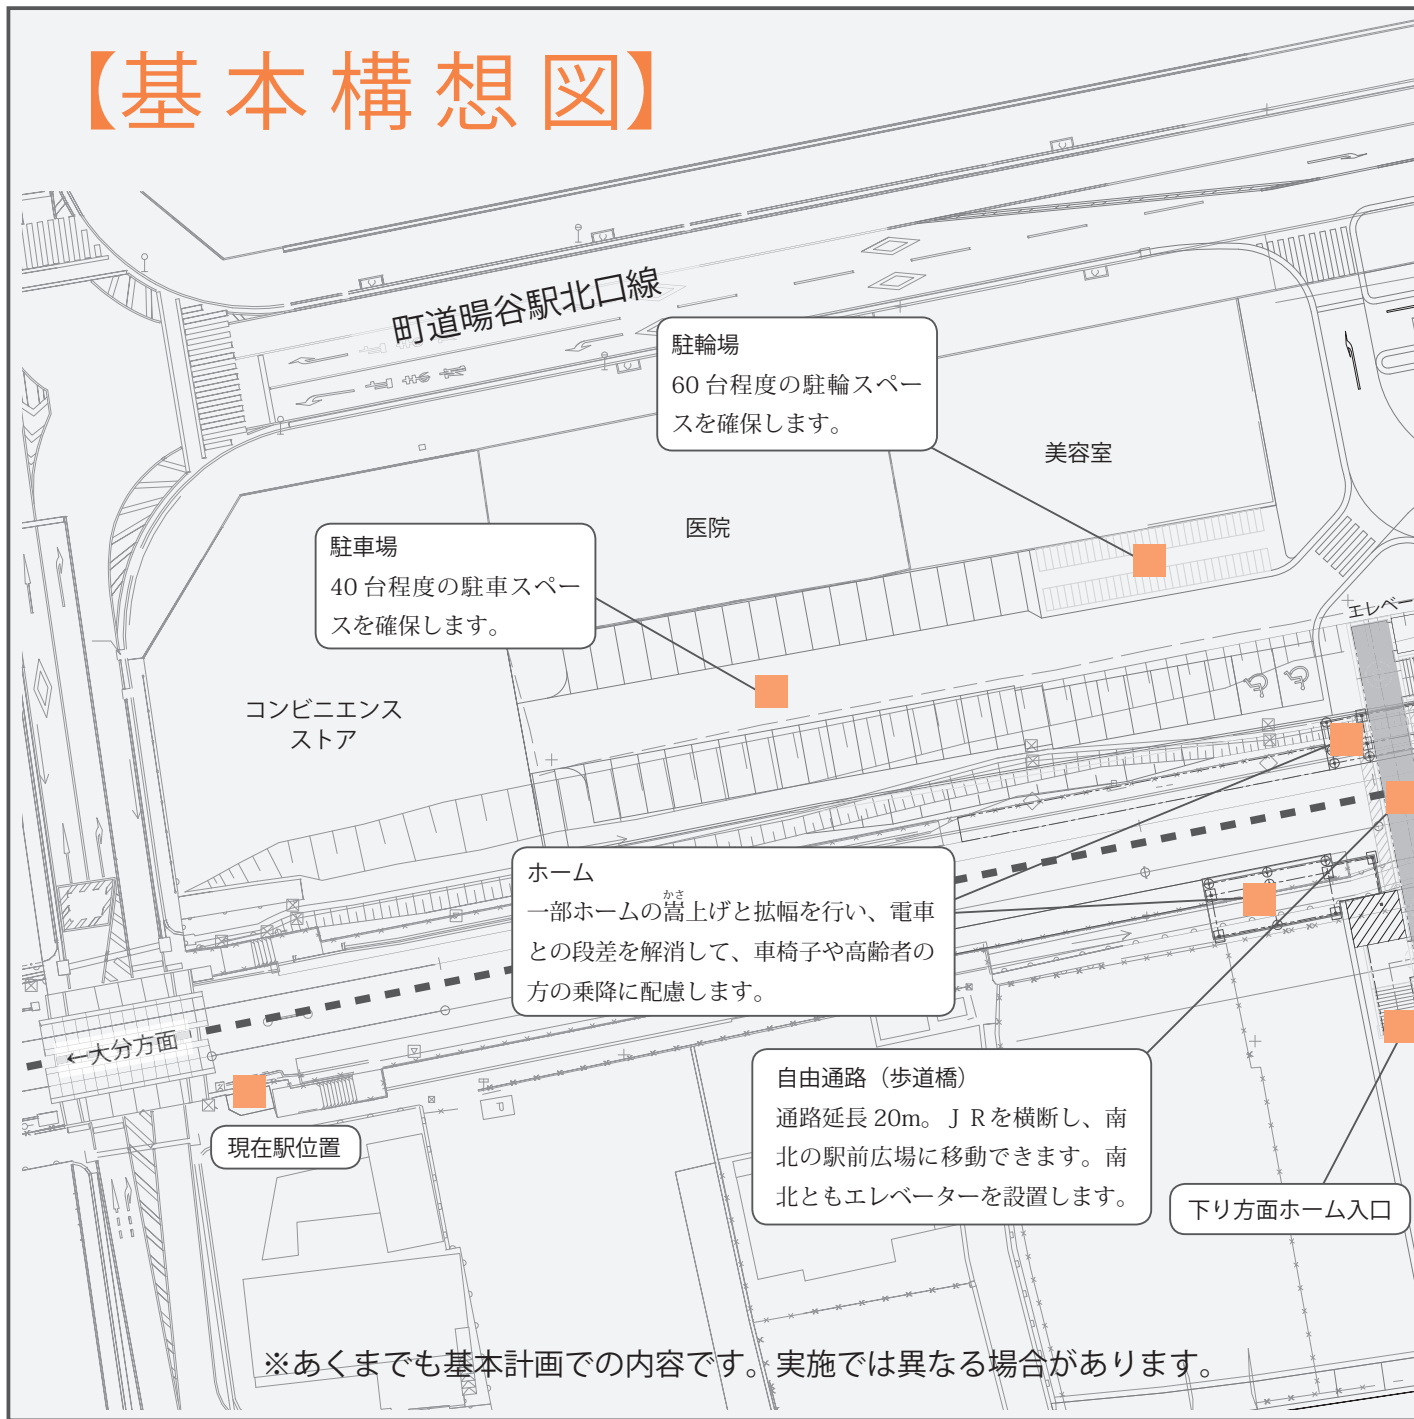 【基本構想図】
町道暘谷駅北口線
駐輪場
60 台程度の駐輪スペー
スを確保します。
美容室
医院
駐車場
40 台程度の駐車スペー
スを確保します。
エレベー
コンビニエンス
ストア
ホーム
かさ
一部ホームの嵩上げと拡幅を行い、電車
との段差を解消して、車椅子や高齢者の
方の乗降に配慮します。
←大分方面
現在駅位置
自由通路（歩道橋）
通路延長 20m。ＪＲを横断し、南
北の駅前広場に移動できます。南
北ともエレベーターを設置します。
下り方面ホーム入口
※あくまでも基本計画での内容です。実施では異なる場合があります。